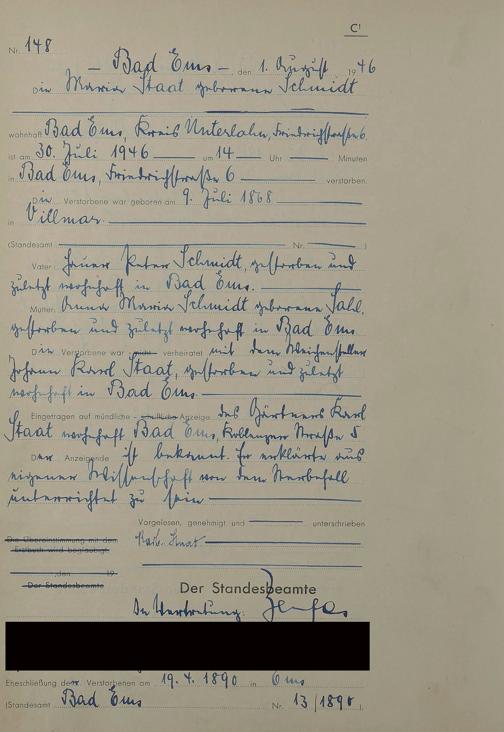 C¹
Nr. 148
— Bad Ems —, den 1. August 1946
Die Maria Staat geborene Schmidt
wohnhaft Bad Ems, Kreis Unterlahn, Friedrichstraße 6
ist am 30. Juli 1946 um 14 Uhr Minuten
in Bad Ems, Friedrichstraße 6 verstorben.
Die Verstorbene war geboren am 9. Juli 1868
in Villmar
(Standesamt Nr. )
Vater: Peter Schmidt, gestorben und
zuletzt wohnhaft in Bad Ems.
Mutter: Anna Maria Schmidt geborene
gestorben und zuletzt wohnhaft in Bad Ems
Die Verstorbene war nicht verheiratet mit dem Weichensteller
Johann Karl Staat, gestorben und zuletzt
wohnhaft in Bad Ems
Eingetragen auf mündliche – schriftliche Anzeige des Gärtners Karl
Staat wohnhaft Bad Ems, Koblenzer Straße 5
Der Anzeigende ist bekannt. Er erklärte aus
eigener Wissenschaft von dem Sterbefall
unterrichtet zu sein
Vorgelesen, genehmigt und unterschrieben
Die Übereinstimmung mit dem
Erstbuch wird beglaubigt
Karl Staat
, den 19
Der Standesbeamte
Der Standesbeamte
In Vertretung:
Eheschließung der Verstorbenen am 19. 4. 1890 in Ems
(Standesamt Bad Ems Nr. 13/1890 )